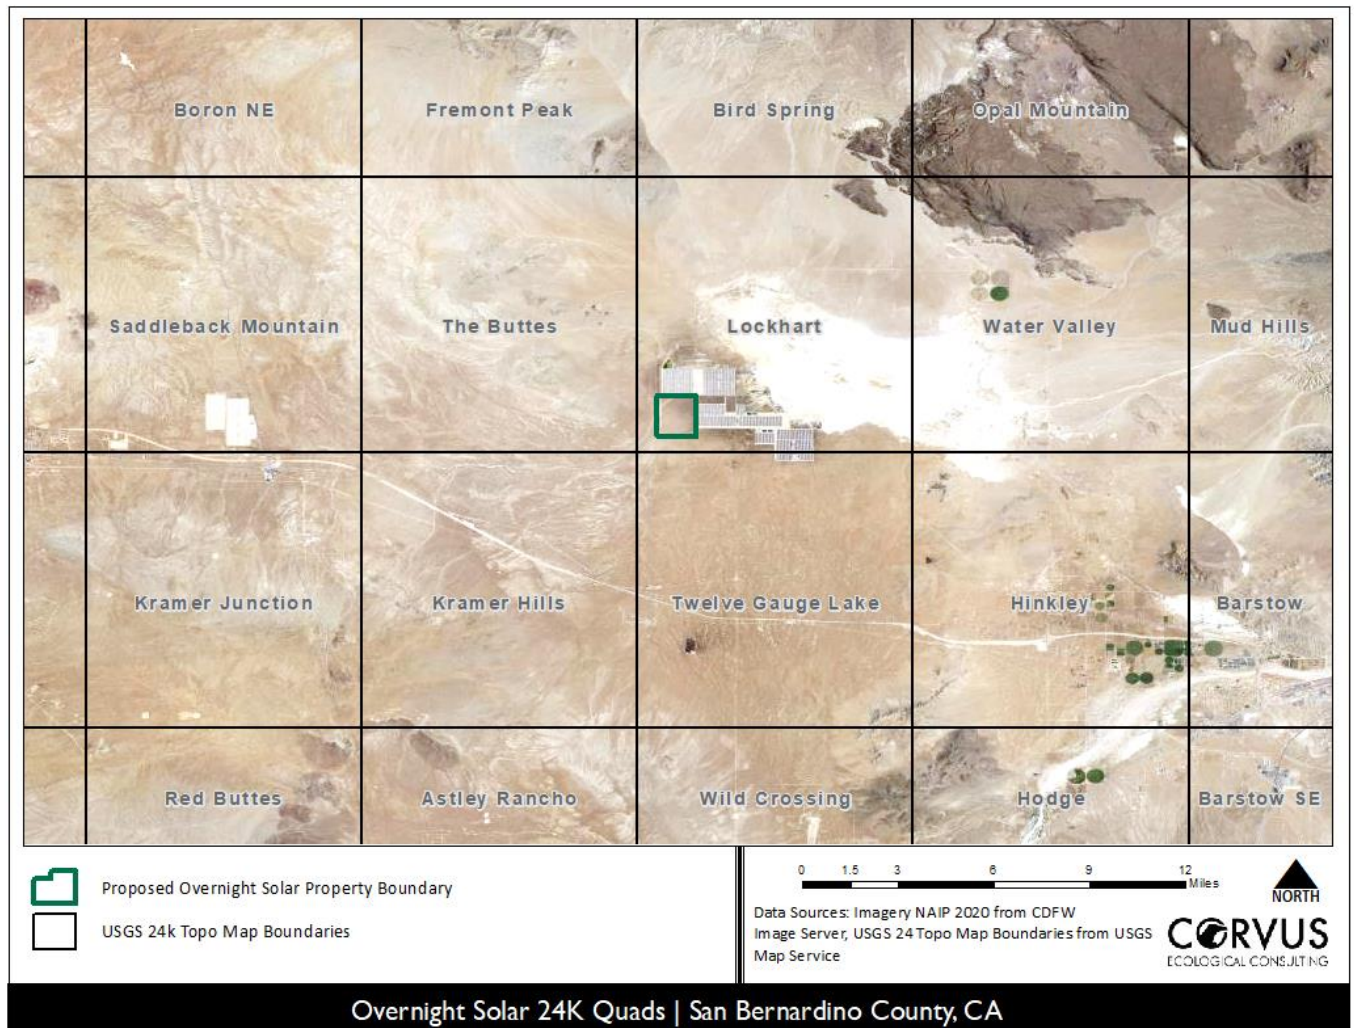 Boron NE
Fremont Peak
Bird Spring
Opal Mountain
Saddleback Mountain
The Buttes
Lockhart
Water Valley
Mud Hills
Kramer Junction
Kramer Hills
Twelve Gauge Lake
Hinkley
Barstow
Red Buttes
Astley Rancho
Wild Crossing
Hodge
Barstow SE
Proposed Overnight Solar Property Boundary
USGS 24k Topo Map Boundaries
0 1.5 3 6 9 12
Miles
Data Sources: Imagery NAIP 2020 from CDFW
Image Server, USGS 24 Topo Map Boundaries from USGS
Map Service
NORTH
CORVUS
ECOLOGICAL CONSULTING
Overnight Solar 24K Quads | San Bernardino County, CA